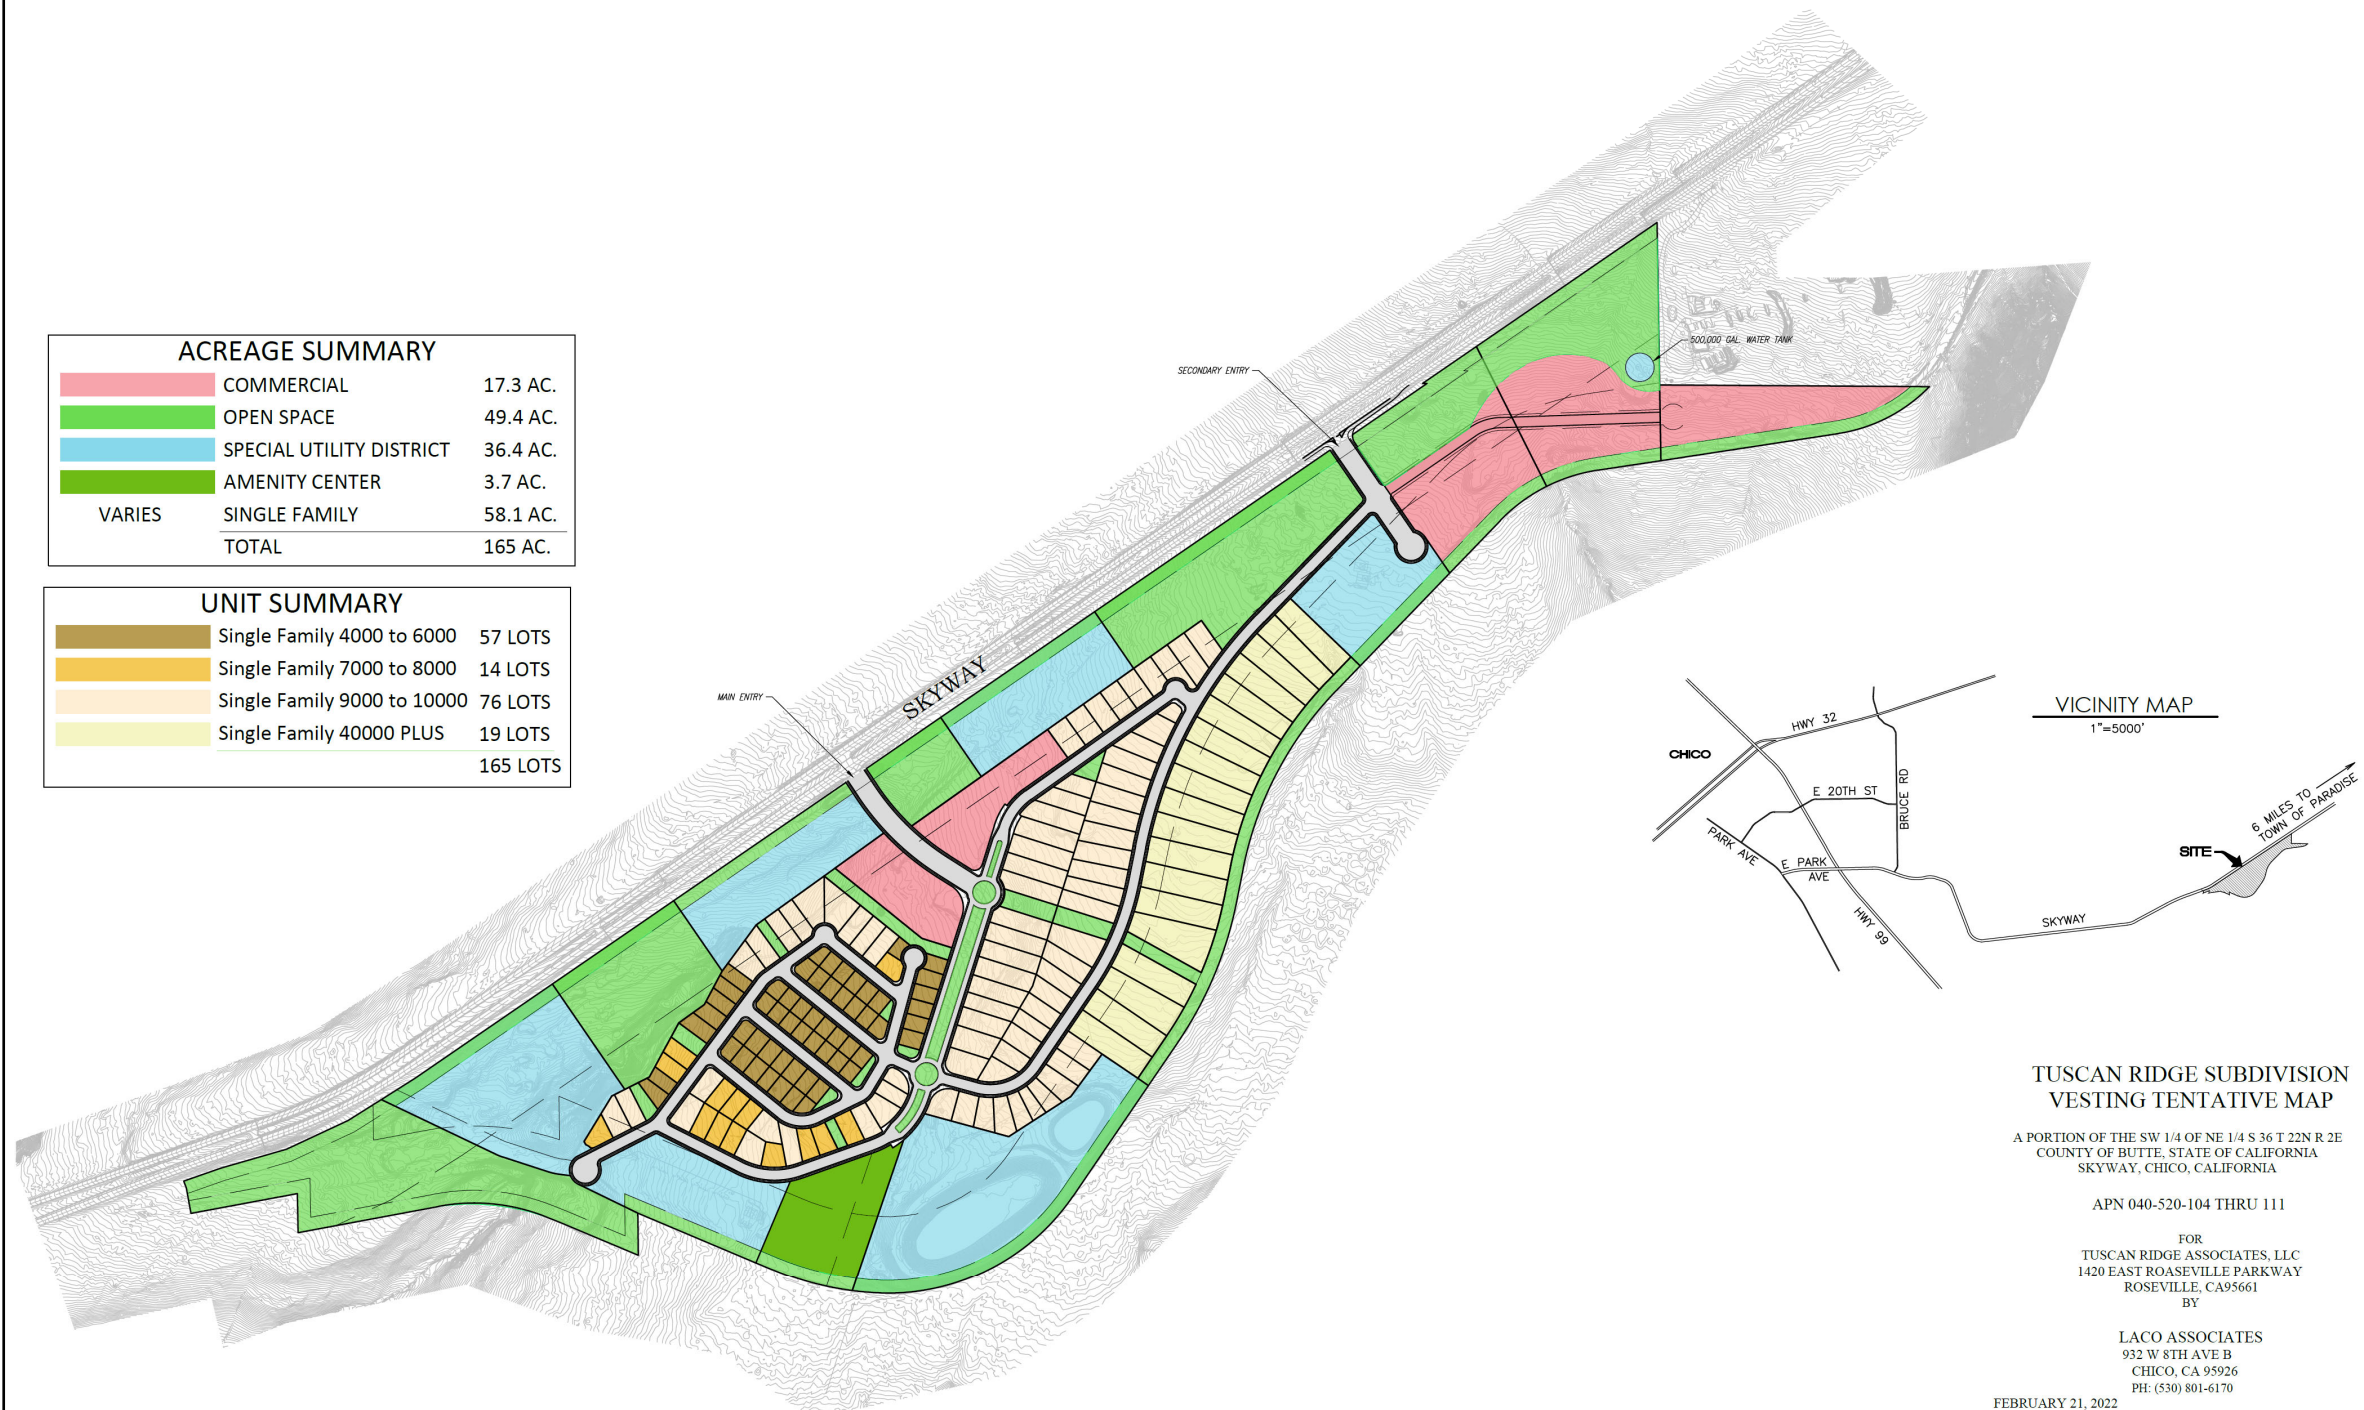 ACREAGE SUMMARY
COMMERCIAL 17.3 AC.
OPEN SPACE 49.4 AC.
SPECIAL UTILITY DISTRICT 36.4 AC.
AMENITY CENTER 3.7 AC.
VARIES SINGLE FAMILY 58.1 AC.
TOTAL 165 AC.
UNIT SUMMARY
Single Family 4000 to 6000 57 LOTS
Single Family 7000 to 8000 14 LOTS
Single Family 9000 to 10000 76 LOTS
Single Family 40000 PLUS 19 LOTS
165 LOTS
500,000 GAL. WATER TANK
SECONDARY ENTRY
MAIN ENTRY
SKYWAY
VICINITY MAP
1"=5000'
HWY 32
CHICO
E 20TH ST
BRUCE RD
PARK AVE
E PARK
AVE
HWY 99
SKYWAY
SITE
6 MILES TO
TOWN OF PARADISE
TUSCAN RIDGE SUBDIVISION
VESTING TENTATIVE MAP
A PORTION OF THE SW 1/4 OF NE 1/4 S 36 T 22N R 2E
COUNTY OF BUTTE, STATE OF CALIFORNIA
SKYWAY, CHICO, CALIFORNIA
APN 040-520-104 THRU 111
FOR
TUSCAN RIDGE ASSOCIATES, LLC
1420 EAST ROASEVILLE PARKWAY
ROSEVILLE, CA95661
BY
LACO ASSOCIATES
932 W 8TH AVE B
CHICO, CA 95926
PH: (530) 801-6170
FEBRUARY 21, 2022